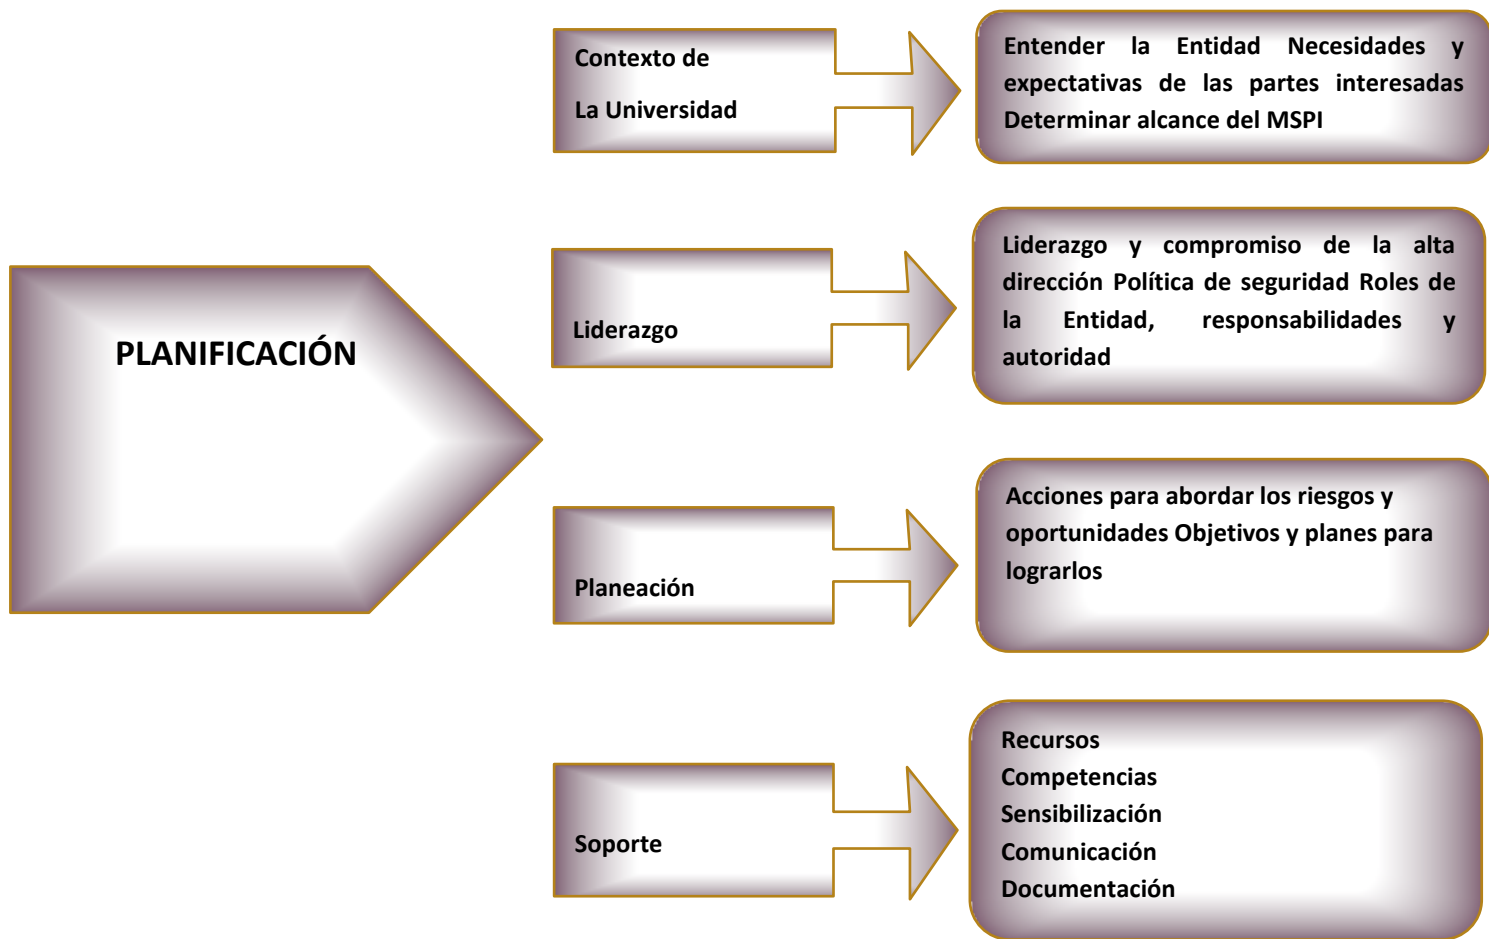 PLANIFICACIÓN
Contexto de
La Universidad
Entender la Entidad Necesidades y
expectativas de las partes interesadas
Determinar alcance del MSPI
Liderazgo
Liderazgo y compromiso de la alta
dirección Política de seguridad Roles de
la Entidad, responsabilidades y
autoridad
Planeación
Acciones para abordar los riesgos y
oportunidades Objetivos y planes para
lograrlos
Soporte
Recursos
Competencias
Sensibilización
Comunicación
Documentación